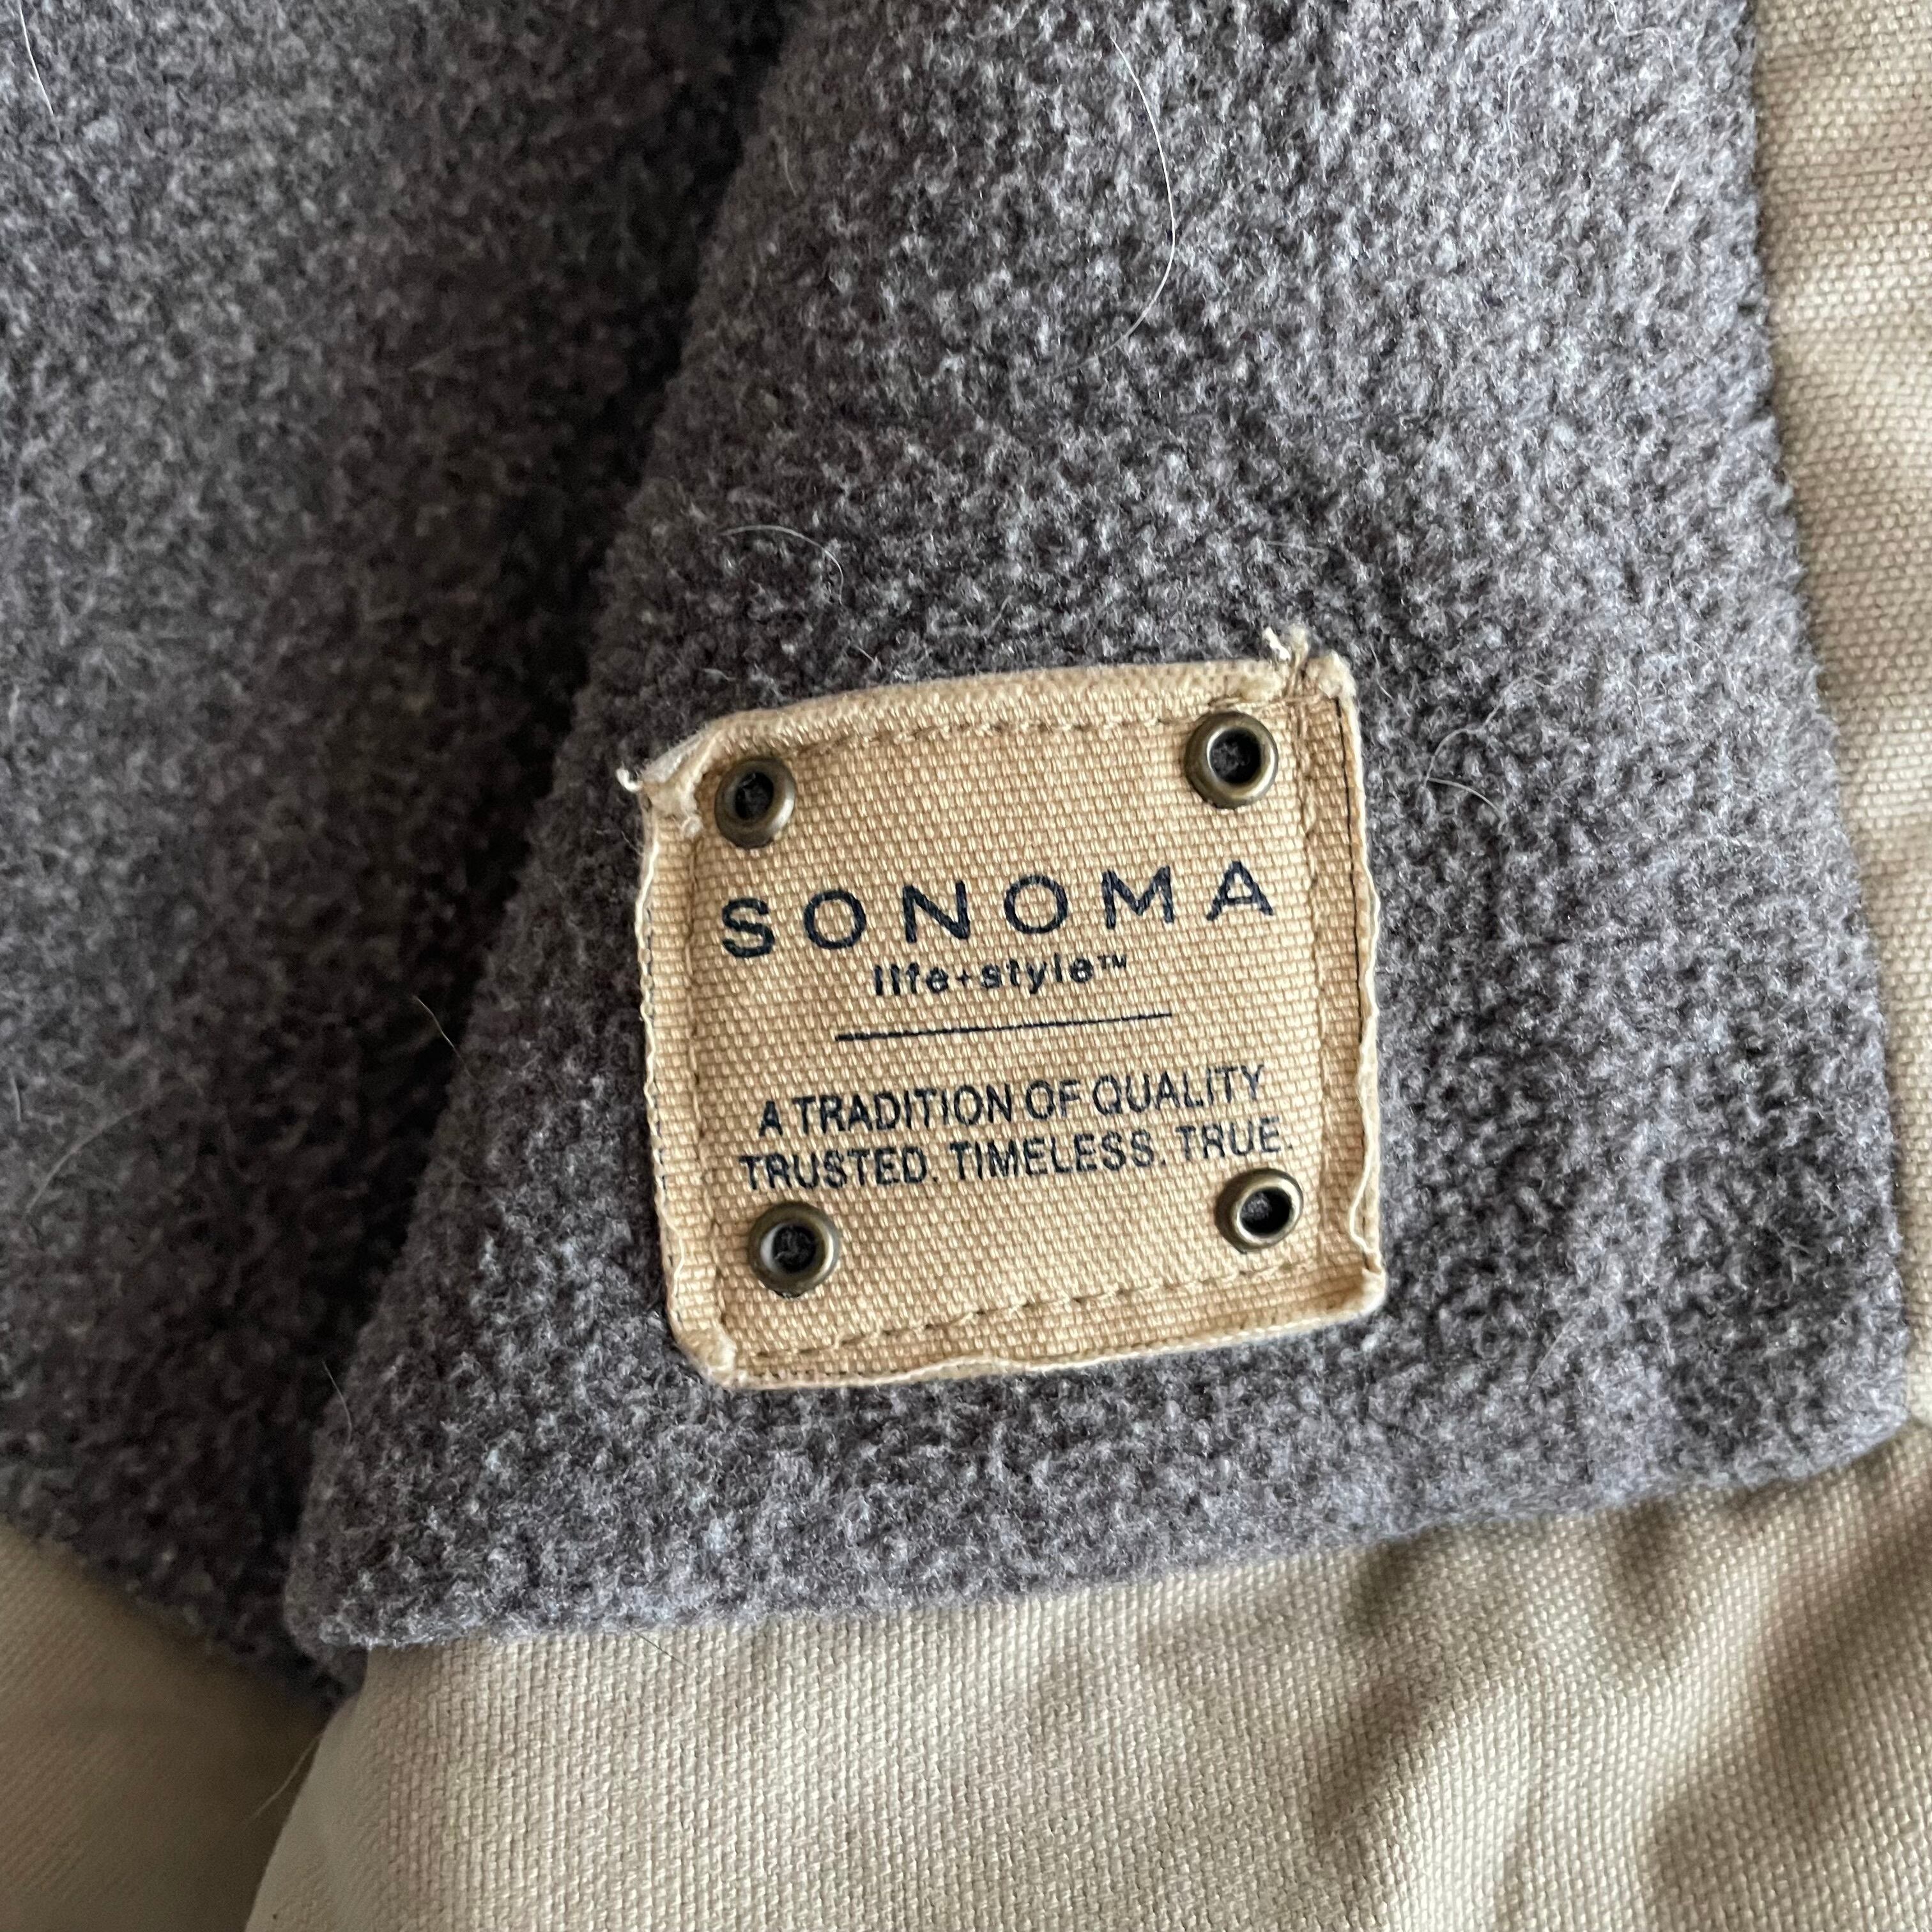 SONOMA
life+style™
A TRADITION OF QUALITY
TRUSTED. TIMELESS. TRUE.